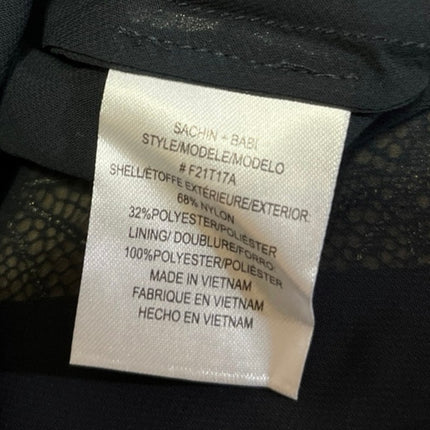 SACHIN + BABI
STYLE/MODELE/MODELO
# F21T17A
SHELL/ÉTOFFE EXTÉRIEURE/EXTERIOR:
68% NYLON
32%POLYESTER/POLIÉSTER
LINING/ DOUBLURE/FORRO:
100%POLYESTER/POLIÉSTER
MADE IN VIETNAM
FABRIQUE EN VIETNAM
HECHO EN VIETNAM